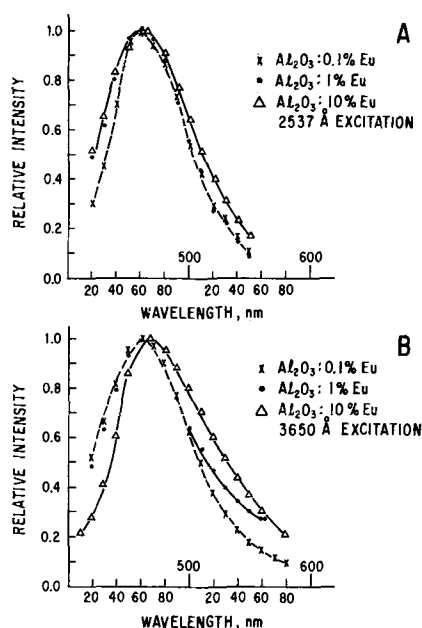 A
RELATIVE INTENSITY
1.0
0.8
0.6
0.4
0.2
0.0
x Al₂O₃:0.1% Eu
• Al₂O₃:1% Eu
△ Al₂O₃:10% Eu
2537 Å EXCITATION
500 600
20 40 60 80 20 40 60 80
WAVELENGTH, nm
B
RELATIVE INTENSITY
1.0
0.8
0.6
0.4
0.2
0.0
x Al₂O₃:0.1% Eu
• Al₂O₃:1% Eu
△ Al₂O₃:10% Eu
3650 Å EXCITATION
500 600
20 40 60 80 20 40 60 80
WAVELENGTH, nm